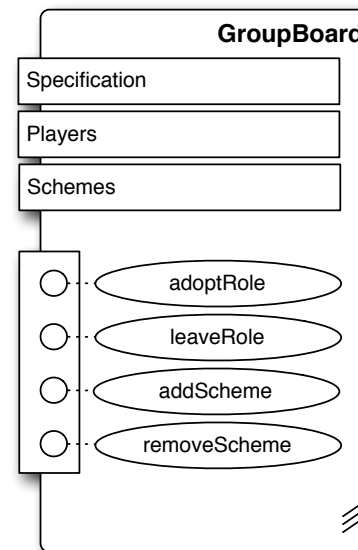 GroupBoard
Specification
Players
Schemes
adoptRole
leaveRole
addScheme
removeScheme